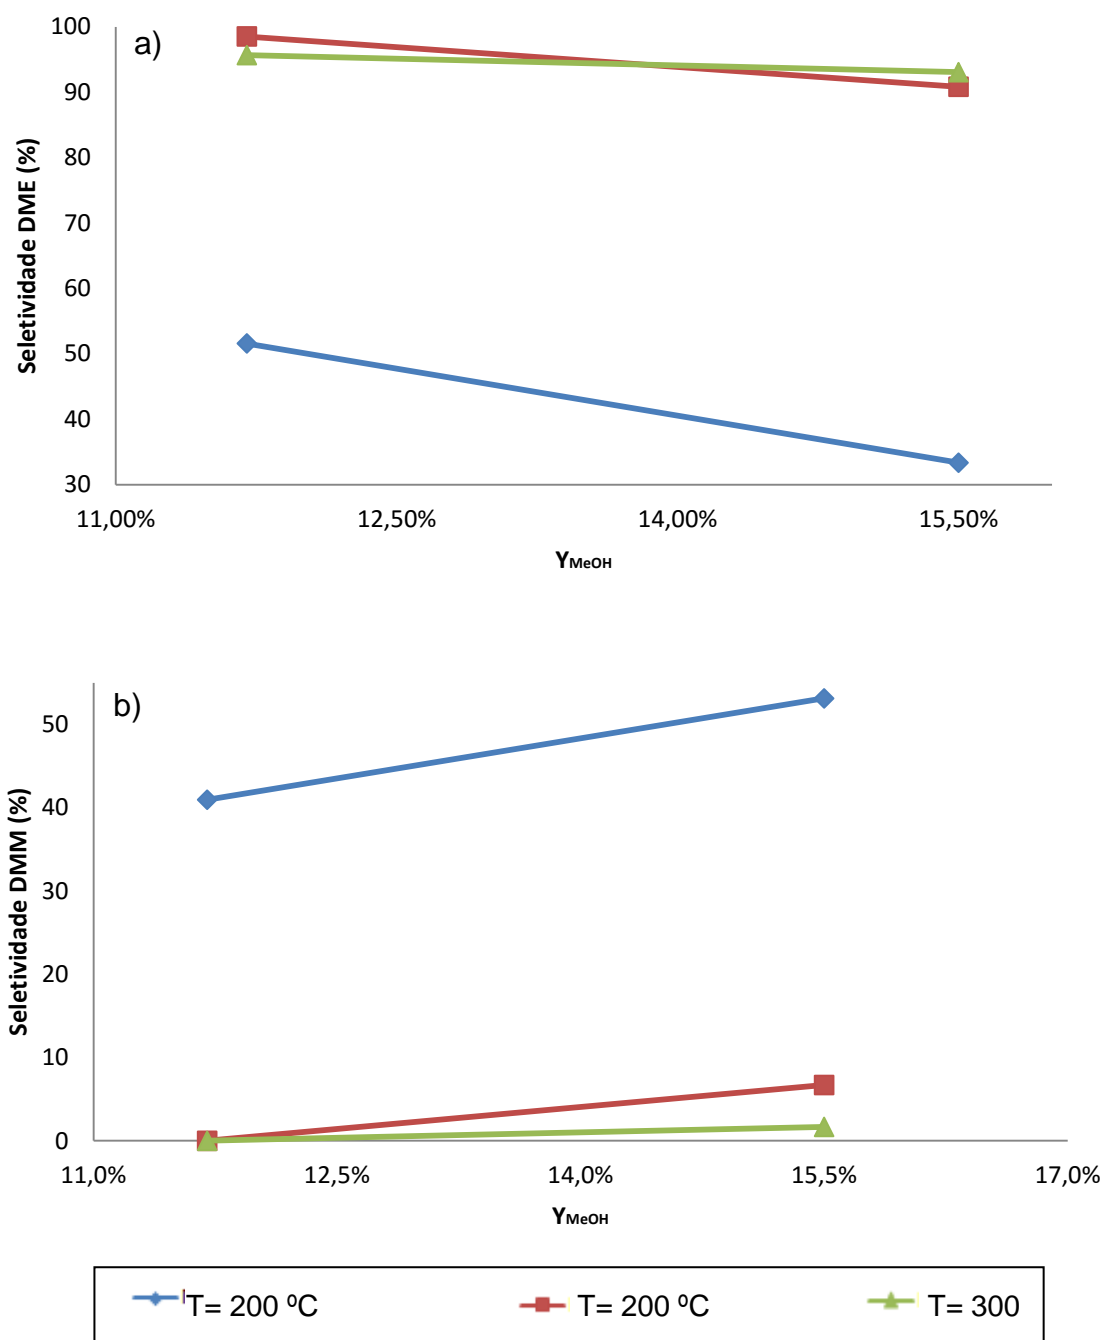 a)
100
90
80
70
60
50
40
30
Seletividade DME (%)
11,00% 12,50% 14,00% 15,50%
YMeOH
b)
50
40
30
20
10
0
Seletividade DMM (%)
11,0% 12,5% 14,0% 15,5% 17,0%
YMeOH
T= 200 ºC T= 200 ºC T= 300